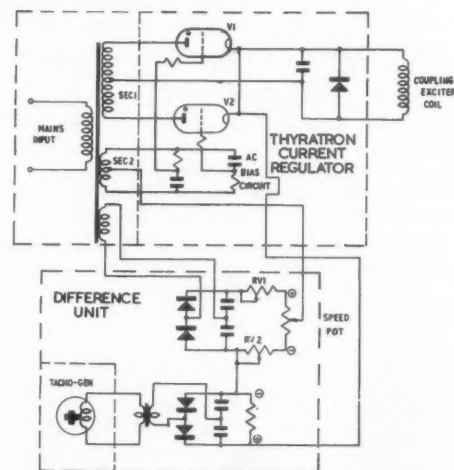 V1
SEC1
V2
COUPLING
EXCITER
COIL
MAINS
INPUT
THYRATRON
CURRENT
REGULATOR
SEC2
AC
BIAS
CIRCUIT
DIFFERENCE
UNIT
RV1
SPEED
POT
RV2
TACHO-GEN